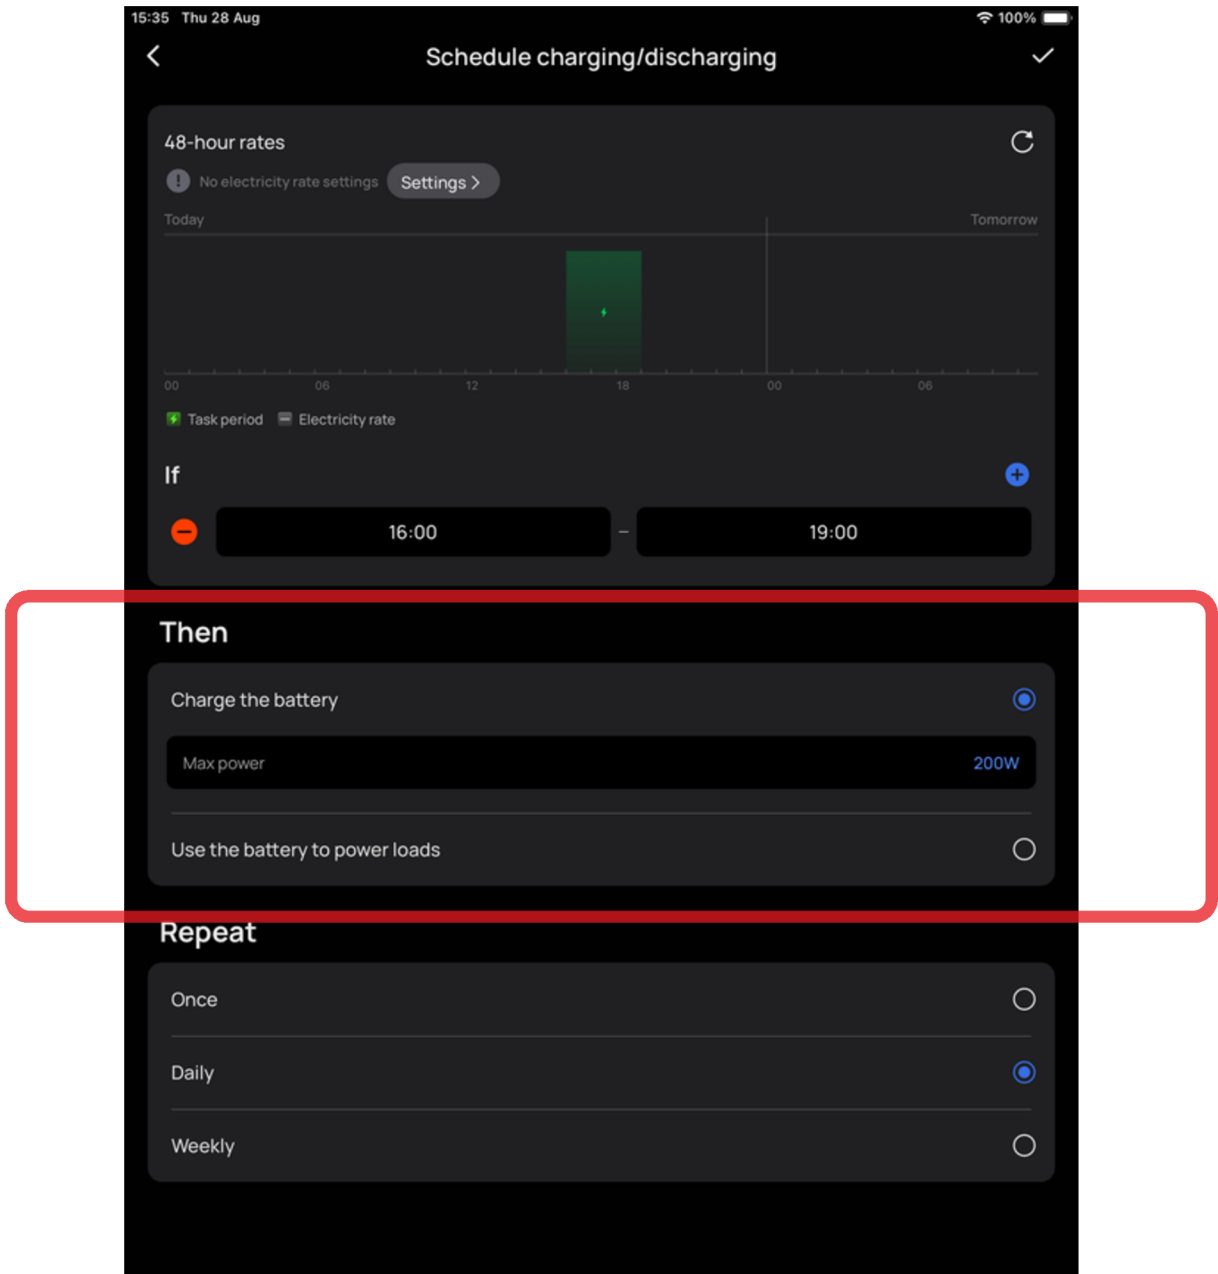 15:35 Thu 28 Aug 100%
Schedule charging/discharging
48-hour rates
No electricity rate settings Settings >
Today Tomorrow
00 06 12 18 00 06
Task period Electricity rate
If
16:00 – 19:00
Then
Charge the battery
Max power 200W
Use the battery to power loads
Repeat
Once
Daily
Weekly